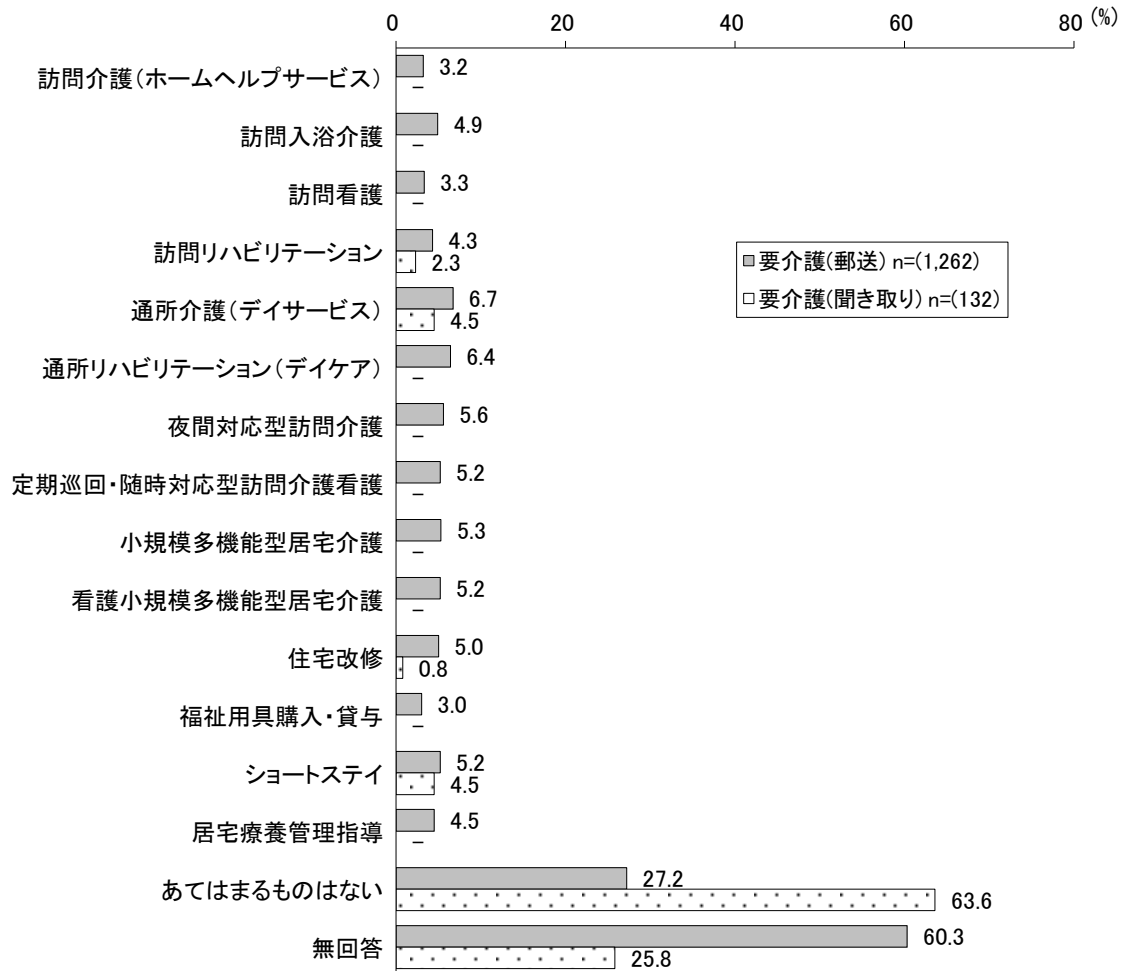 0 20 40 60 80 (%)
訪問介護(ホームヘルプサービス) 3.2
–
訪問入浴介護 4.9
–
訪問看護 3.3
–
訪問リハビリテーション 4.3
2.3
要介護(郵送) n=(1,262)
要介護(聞き取り) n=(132)
通所介護(デイサービス) 6.7
4.5
通所リハビリテーション(デイケア) 6.4
–
夜間対応型訪問介護 5.6
–
定期巡回・随時対応型訪問介護看護 5.2
–
小規模多機能型居宅介護 5.3
–
看護小規模多機能型居宅介護 5.2
–
住宅改修 5.0
0.8
福祉用具購入・貸与 3.0
–
ショートステイ 5.2
4.5
居宅療養管理指導 4.5
–
あてはまるものはない 27.2
63.6
無回答 60.3
25.8